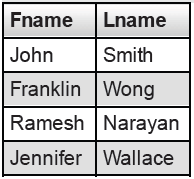 Fname Lname
John Smith
Franklin Wong
Ramesh Narayan
Jennifer Wallace